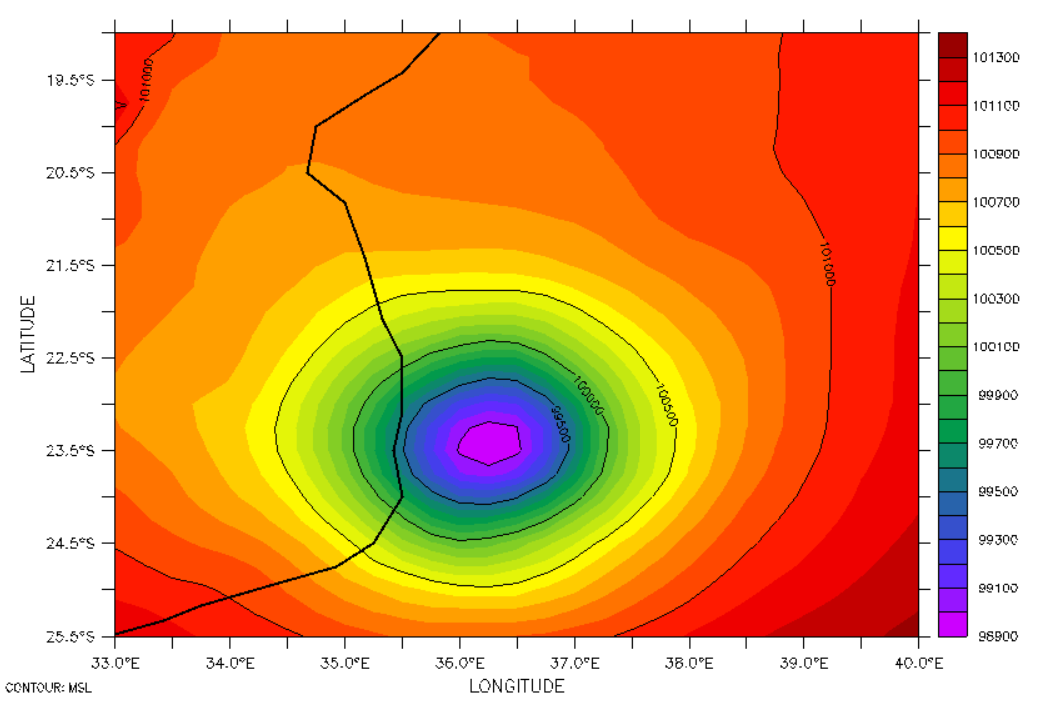 101000
19.5°S
20.5°S
21.5°S
22.5°S
23.5°S
24.5°S
25.5°S
LATITUDE
101000
100500
100000
99500
33.0°E
34.0°E
35.0°E
36.0°E
37.0°E
38.0°E
39.0°E
40.0°E
LONGITUDE
CONTOUR: MSL
101300
101100
100900
100700
100500
100300
100100
99900
99700
99500
99300
99100
98900